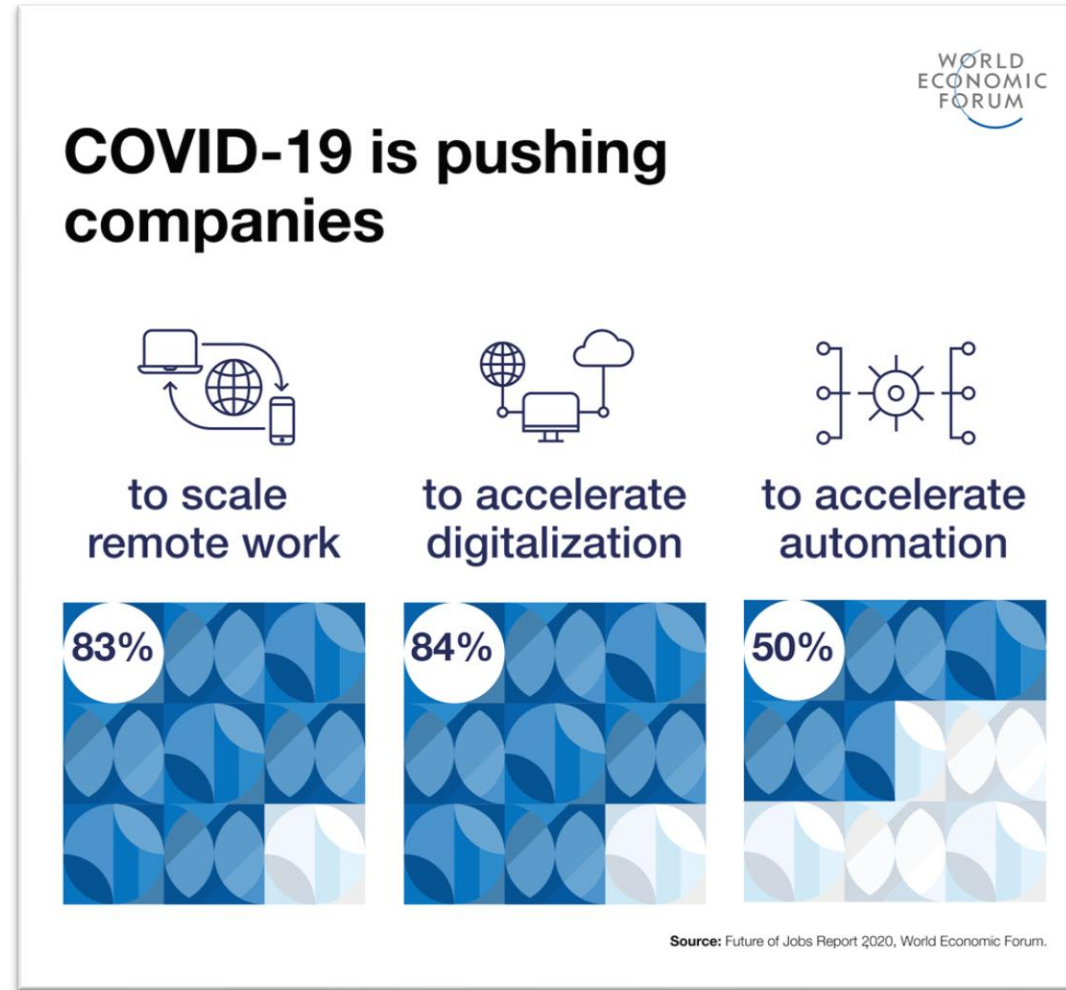 WORLD
ECONOMIC
FORUM
COVID-19 is pushing
companies
to scale
remote work
to accelerate
digitalization
to accelerate
automation
83%
84%
50%
Source: Future of Jobs Report 2020, World Economic Forum.